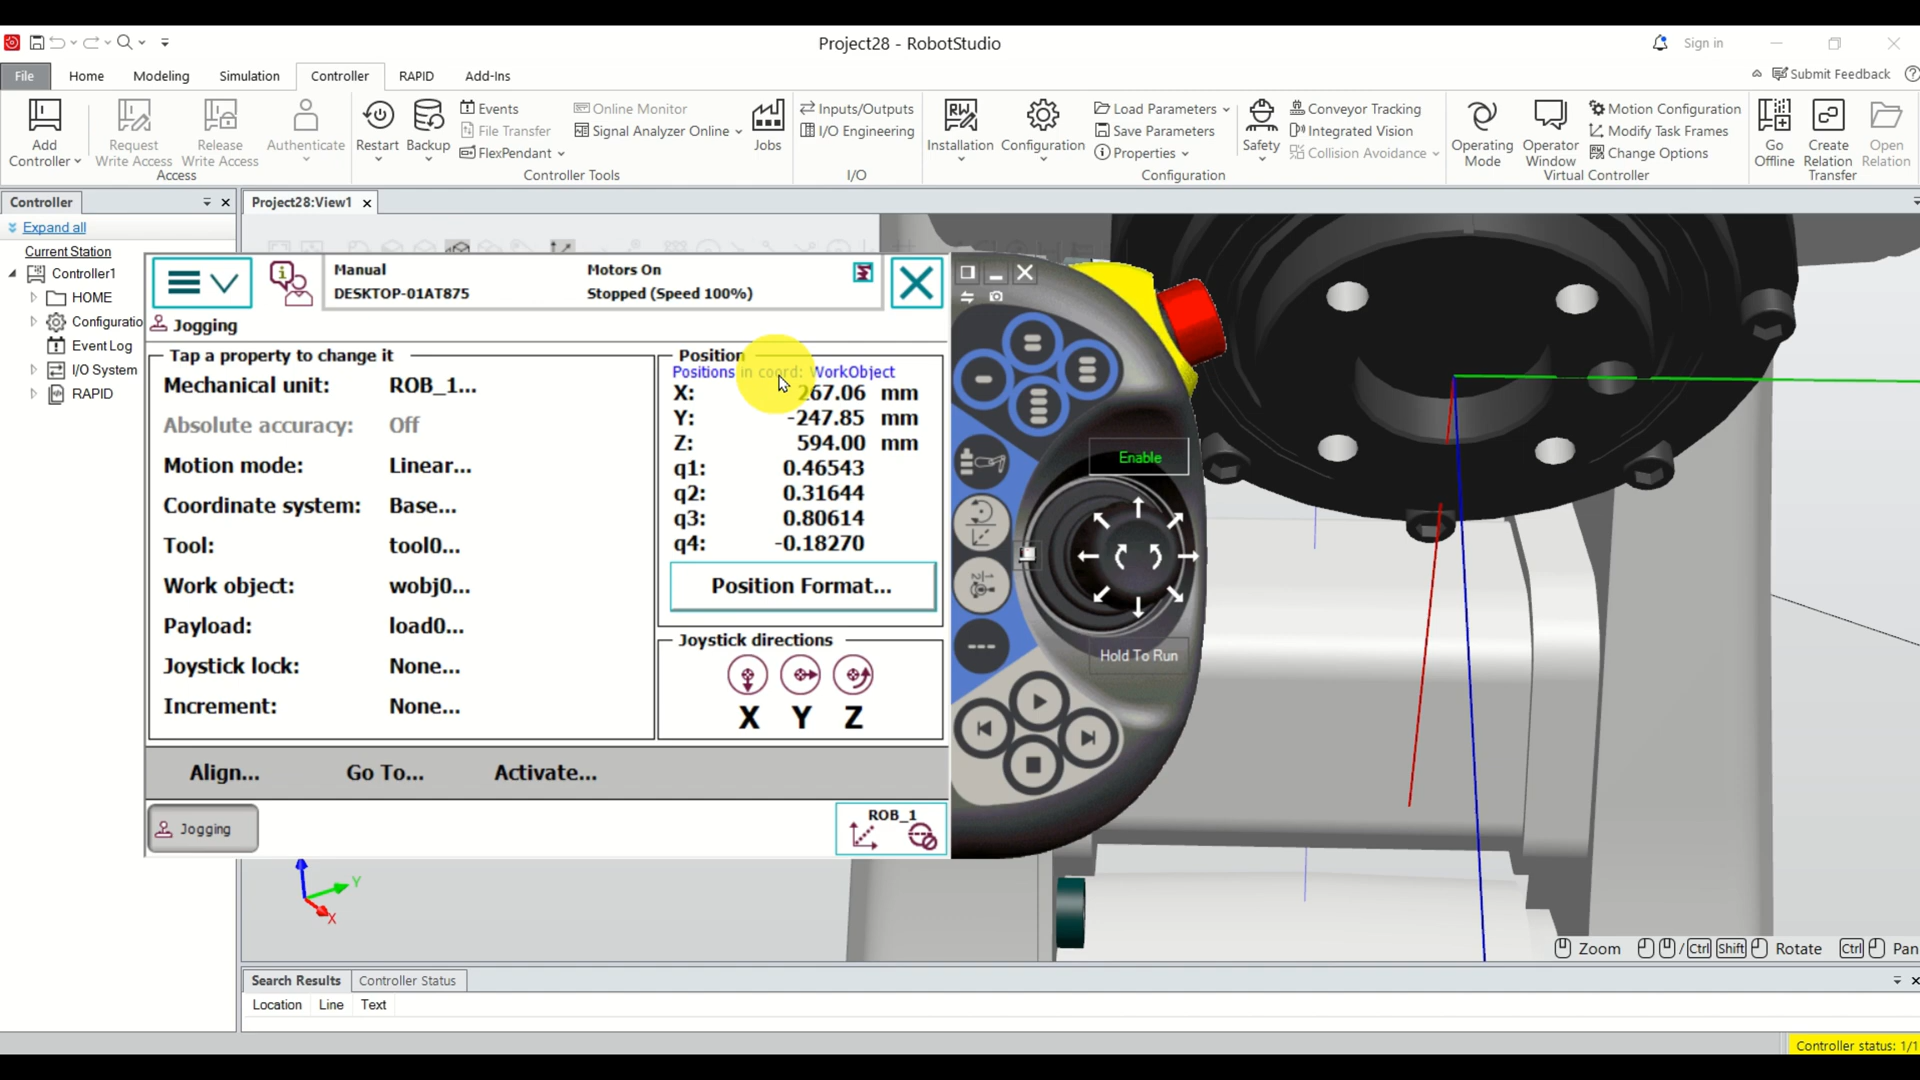 Project28 - RobotStudio
Sign in
File Home Modeling Simulation Controller RAPID Add-Ins
Submit Feedback
Add Controller
Request Write Access
Release Write Access
Authenticate
Access
Restart
Backup
Events
File Transfer
FlexPendant
Online Monitor
Signal Analyzer Online
Jobs
Controller Tools
Inputs/Outputs
I/O Engineering
I/O
Installation
Configuration
Load Parameters
Save Parameters
Properties
Safety
Conveyor Tracking
Integrated Vision
Collision Avoidance
Configuration
Operating Mode
Operator Window
Motion Configuration
Modify Task Frames
Change Options
Virtual Controller
Go Offline
Create Relation
Open Relation
Transfer
Controller
Project28:View1
Expand all
Current Station
Controller1
HOME
Configuratio
Event Log
I/O System
RAPID
Manual
DESKTOP-01AT875
Motors On
Stopped (Speed 100%)
Jogging
Tap a property to change it
Mechanical unit: ROB_1...
Absolute accuracy: Off
Motion mode: Linear...
Coordinate system: Base...
Tool: tool0...
Work object: wobj0...
Payload: load0...
Joystick lock: None...
Increment: None...
Position
Positions in coord: WorkObject
X: 267.06 mm
Y: -247.85 mm
Z: 594.00 mm
q1: 0.46543
q2: 0.31644
q3: 0.80614
q4: -0.18270
Position Format...
Joystick directions
X Y Z
Align... Go To... Activate...
Jogging
ROB_1
Enable
Hold To Run
Y
X
Zoom / Ctrl Shift Rotate Ctrl Pan
Search Results Controller Status
Location Line Text
Controller status: 1/1